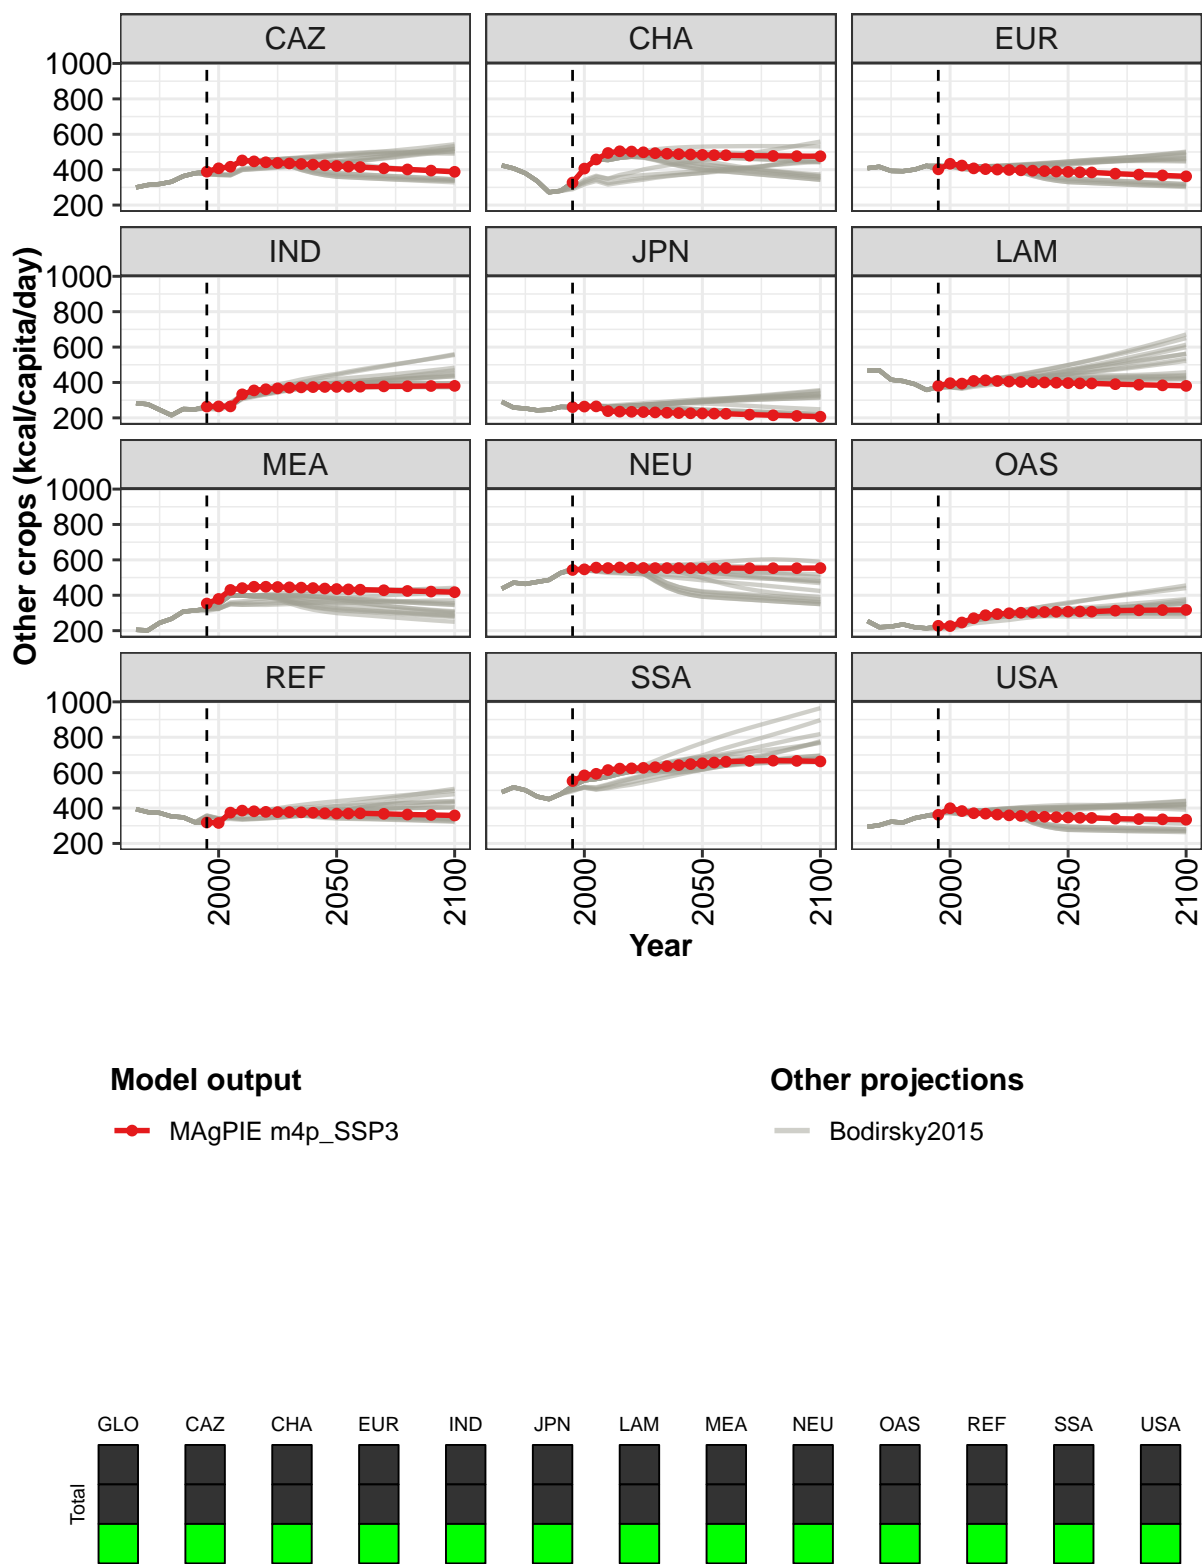 CAZ CHA EUR
1000
800
600
400
200
IND JPN LAM
1000
800
600
400
200
MEA NEU OAS
1000
800
600
400
200
REF SSA USA
1000
800
600
400
200
Other crops (kcal/capita/day)
2000 2050 2100 2000 2050 2100 2000 2050 2100
Year
Model output Other projections
MAgPIE m4p_SSP3 Bodirsky2015
GLO CAZ CHA EUR IND JPN LAM MEA NEU OAS REF SSA USA
Total